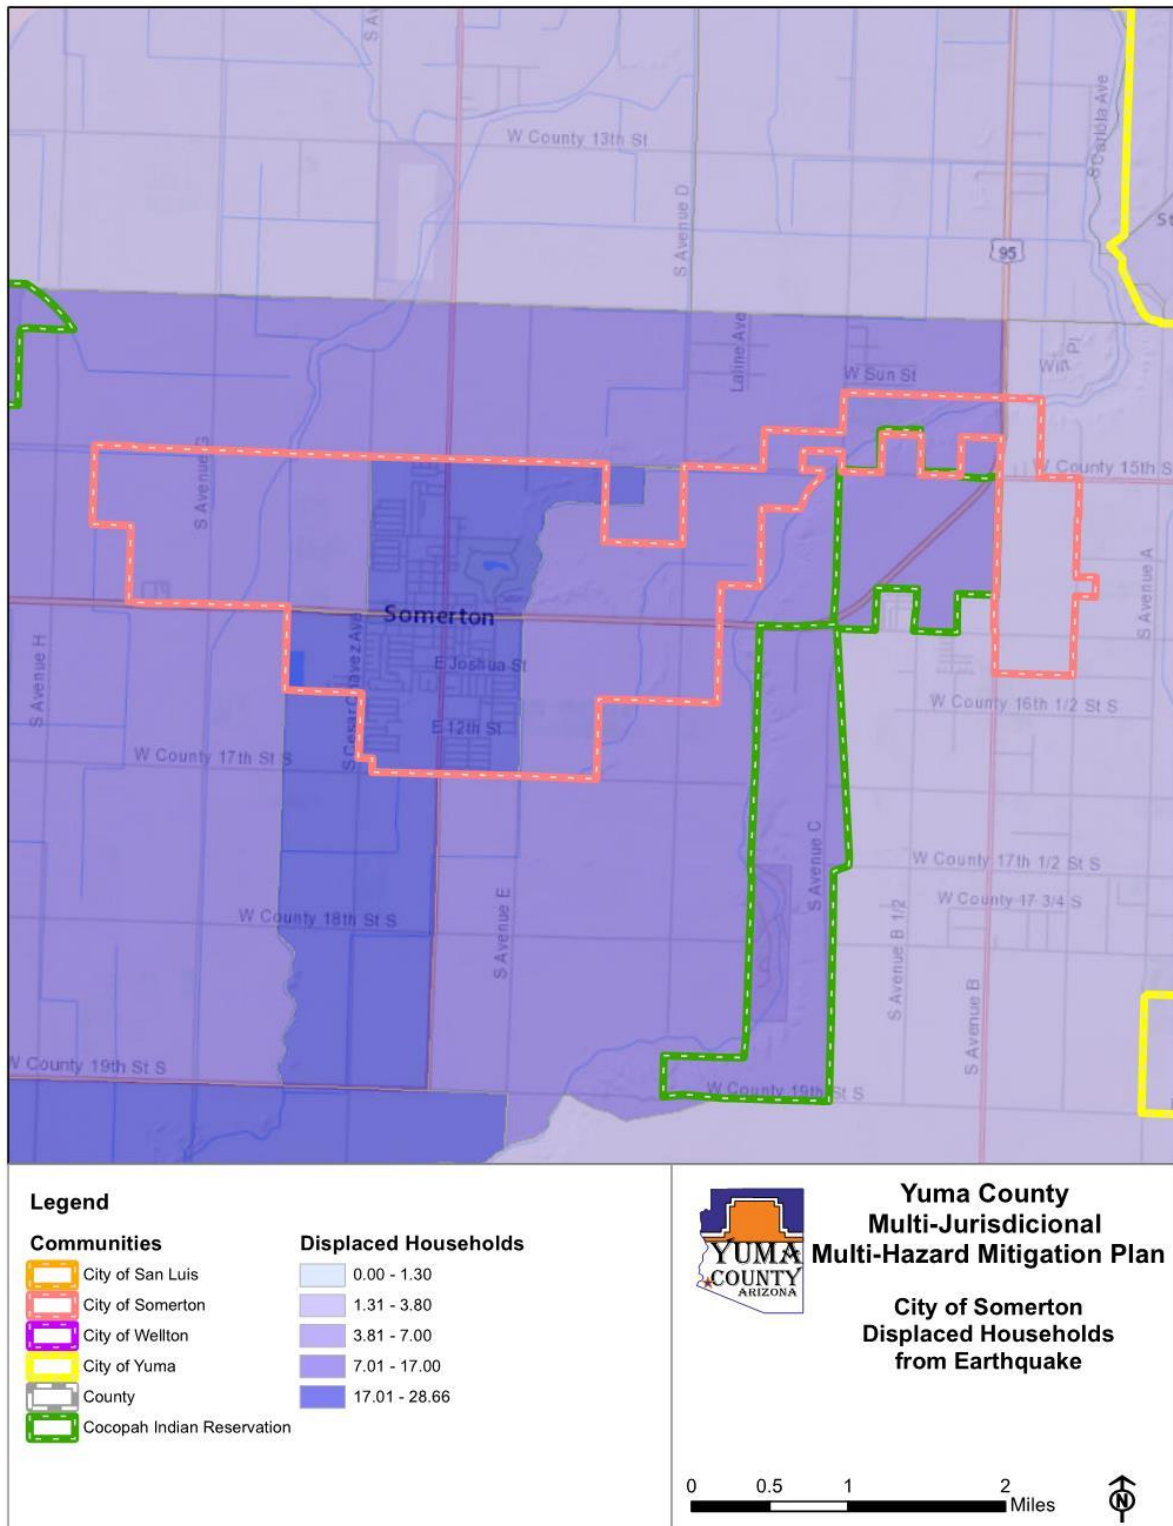 S Av
W County 13th St
S Carlota Ave
S Avenue D
St
95
Laline Ave
W Sun St
Pl
S Avenue G
W County 15th S
Somerton
S Avenue A
S Avenue H
S Cesar Chavez Ave
E Joshua St
E 12th St
W County 16th 1/2 St S
W County 17th St S
S Avenue C
W County 17th 1/2 St S
W County 17 3/4 S
W County 18th St S
S Avenue E
S Avenue B 1/2
S Avenue B
W County 19th St S
W County 19th St S
Legend
Communities
City of San Luis
City of Somerton
City of Wellton
City of Yuma
County
Cocopah Indian Reservation
Displaced Households
0.00 - 1.30
1.31 - 3.80
3.81 - 7.00
7.01 - 17.00
17.01 - 28.66
YUMA
COUNTY
ARIZONA
Yuma County
Multi-Jurisdicional
Multi-Hazard Mitigation Plan
City of Somerton
Displaced Households
from Earthquake
0 0.5 1 2
Miles
N